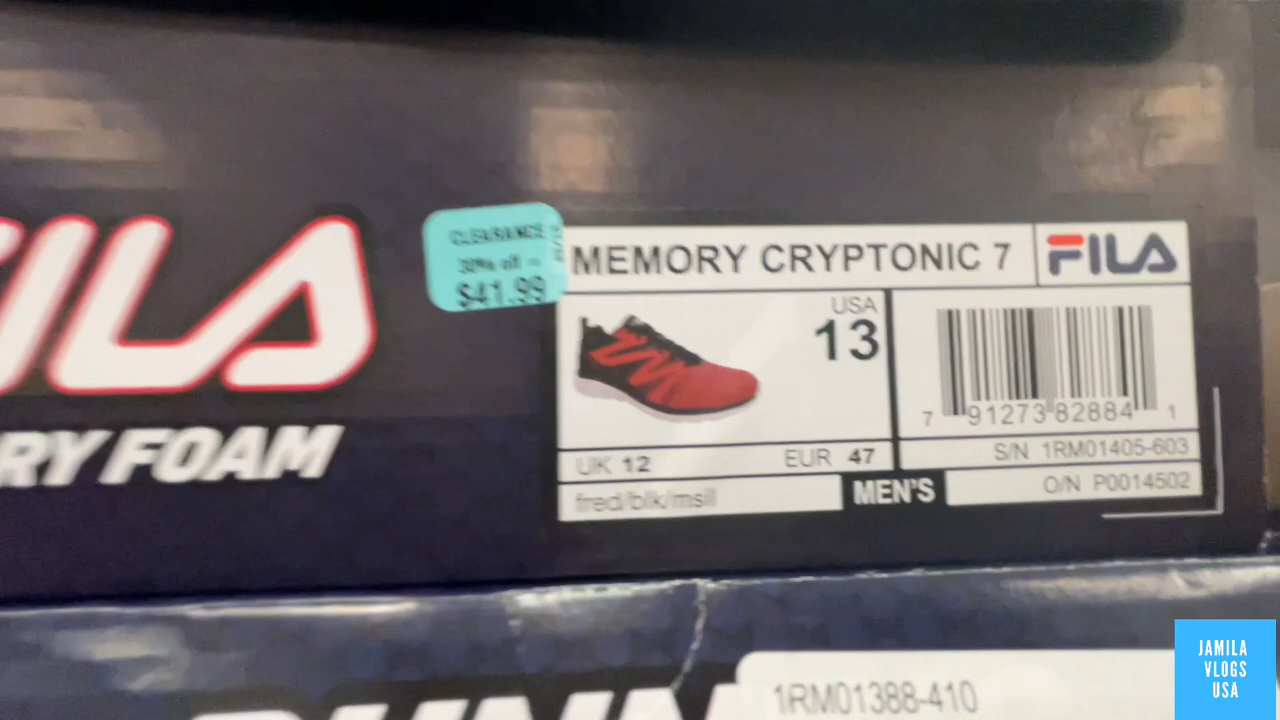 FILA
RY FOAM
CLEARANCE
30% off =
$41.99
MEMORY CRYPTONIC 7
FILA
USA
13
7 91273 82884 1
UK 12 EUR 47
S/N 1RM01405-603
fred/blk/msil
MEN'S
O/N P0014502
1RM01388-410
JAMILA
VLOGS
USA